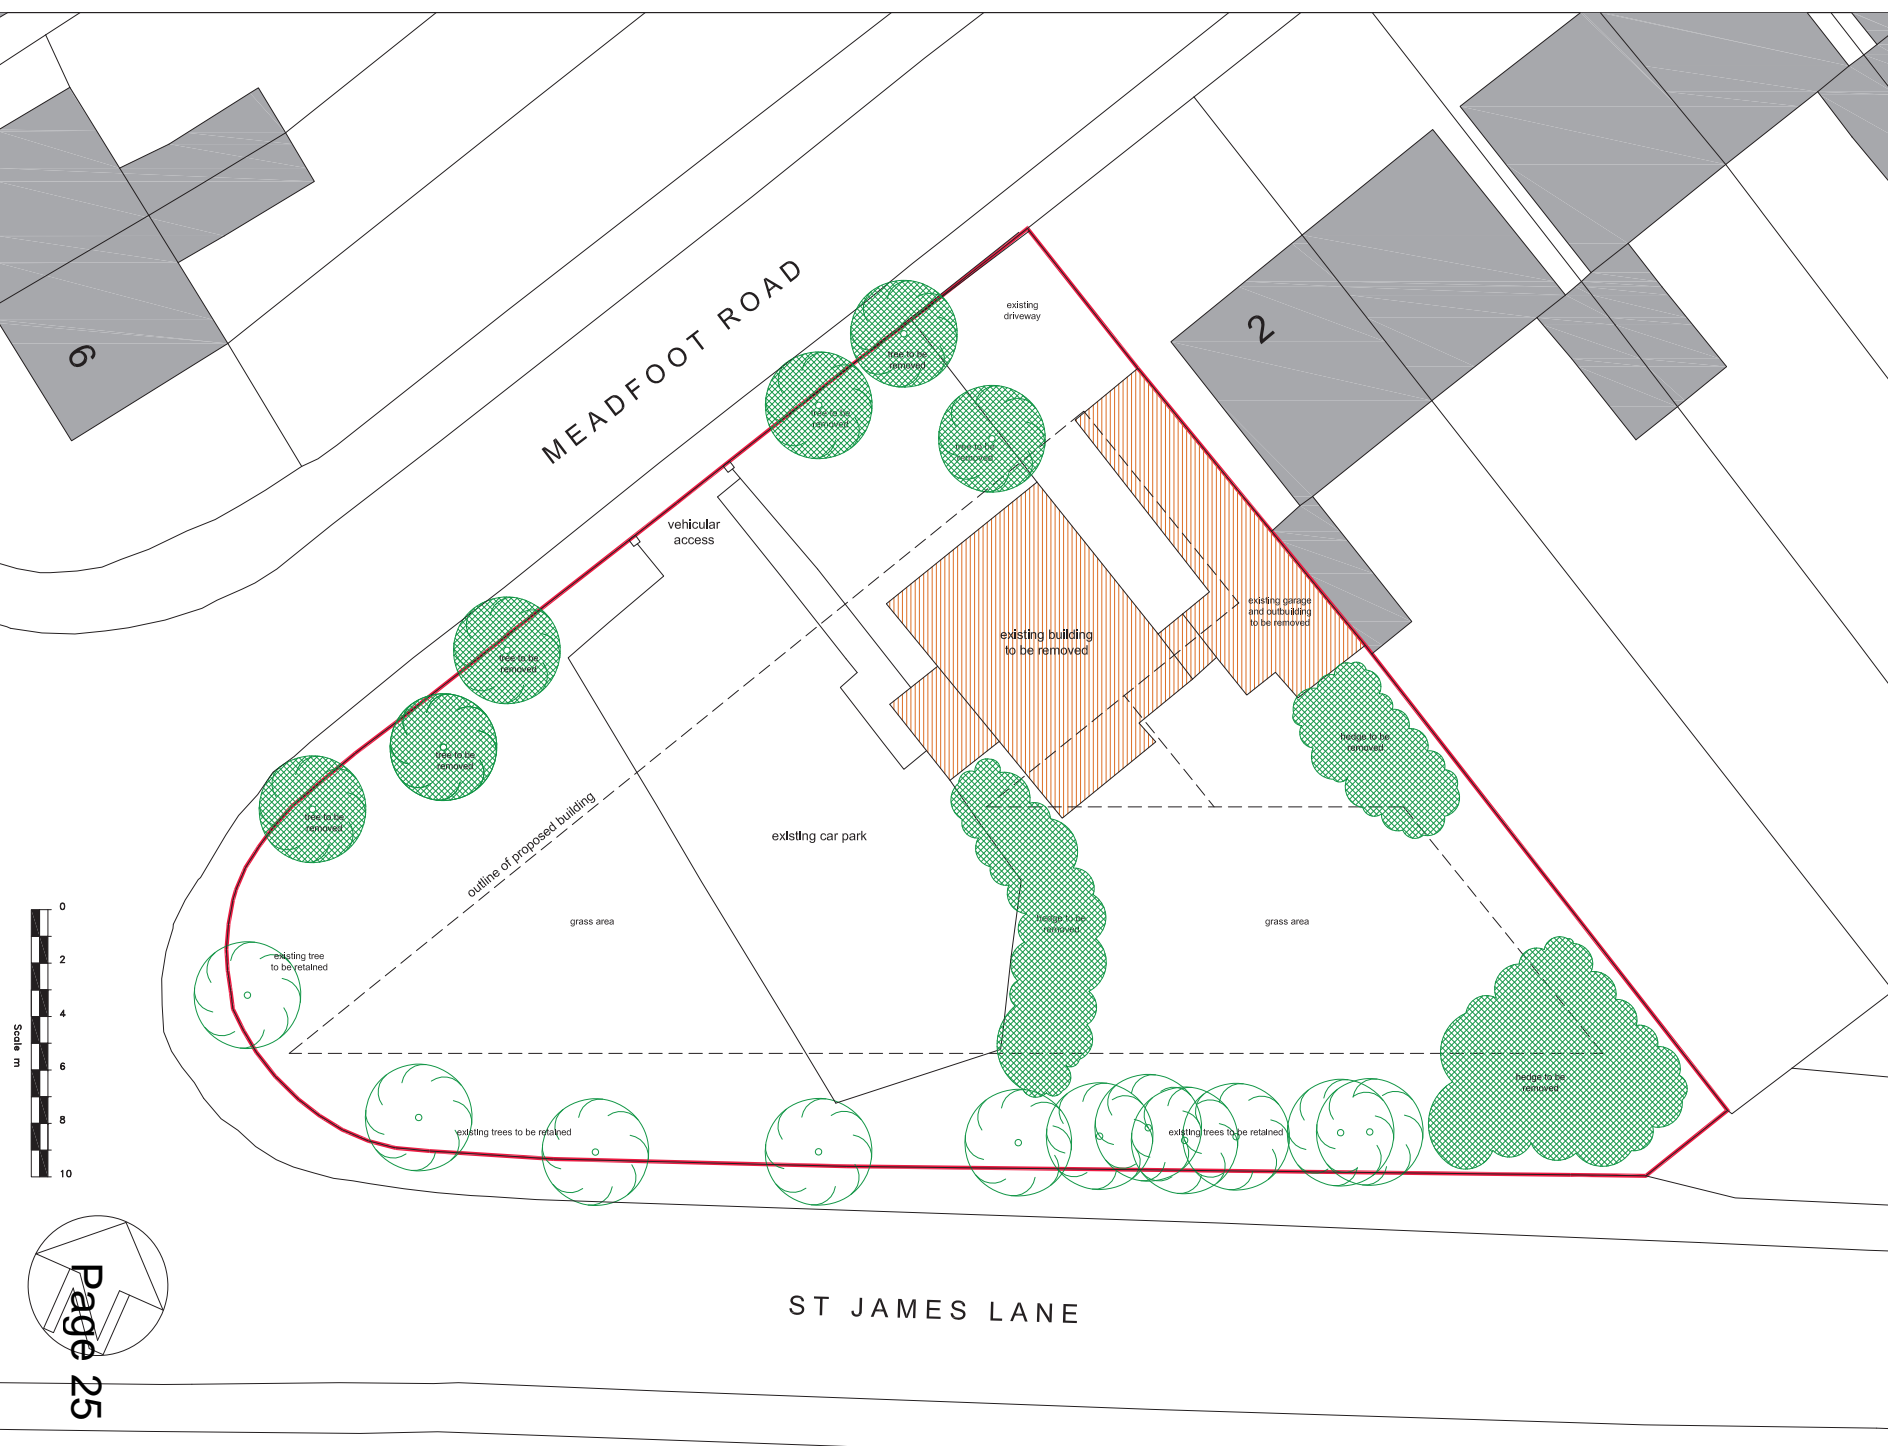 MEADFOOT ROAD
existing
driveway
2
6
tree to be
removed
tree to be
removed
tree to be
removed
vehicular
access
existing garage
and outbuilding
to be removed
existing building
to be removed
tree to be
removed
tree to be
removed
tree to be
removed
hedge to be
removed
outline of proposed building
existing car park
grass area
hedge to be
removed
grass area
existing tree
to be retained
hedge to be
removed
existing trees to be retained
existing trees to be retained
0
2
4
6
8
10
Scale m
ST JAMES LANE
Page 25